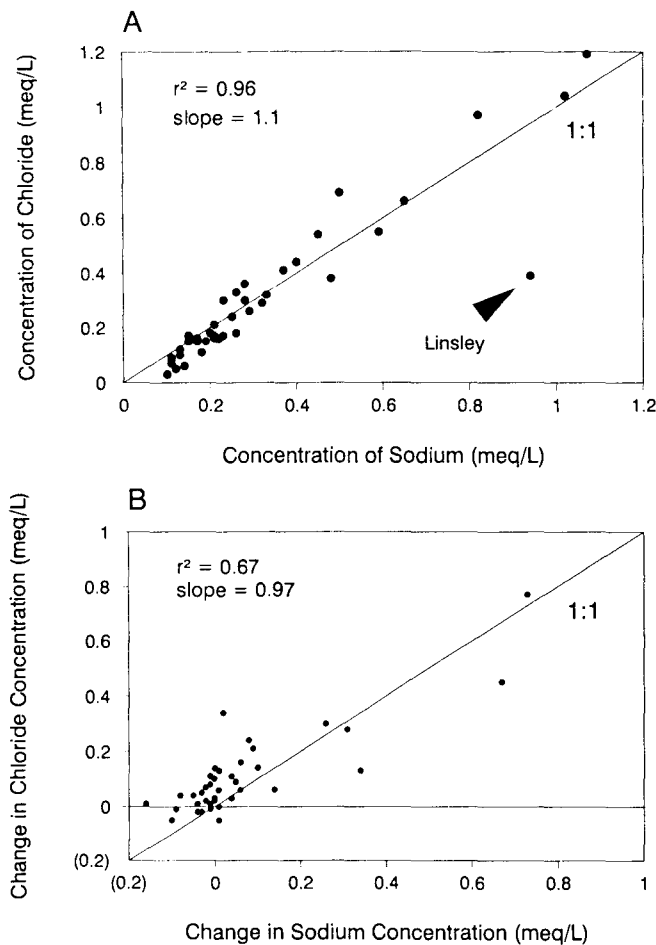 A
Concentration of Chloride (meq/L)
1.2
1
0.8
0.6
0.4
0.2
0
r² = 0.96
slope = 1.1
1:1
Linsley
0
0.2
0.4
0.6
0.8
1
1.2
Concentration of Sodium (meq/L)
B
Change in Chloride Concentration (meq/L)
1
0.8
0.6
0.4
0.2
0
(0.2)
r² = 0.67
slope = 0.97
1:1
(0.2)
0
0.2
0.4
0.6
0.8
1
Change in Sodium Concentration (meq/L)